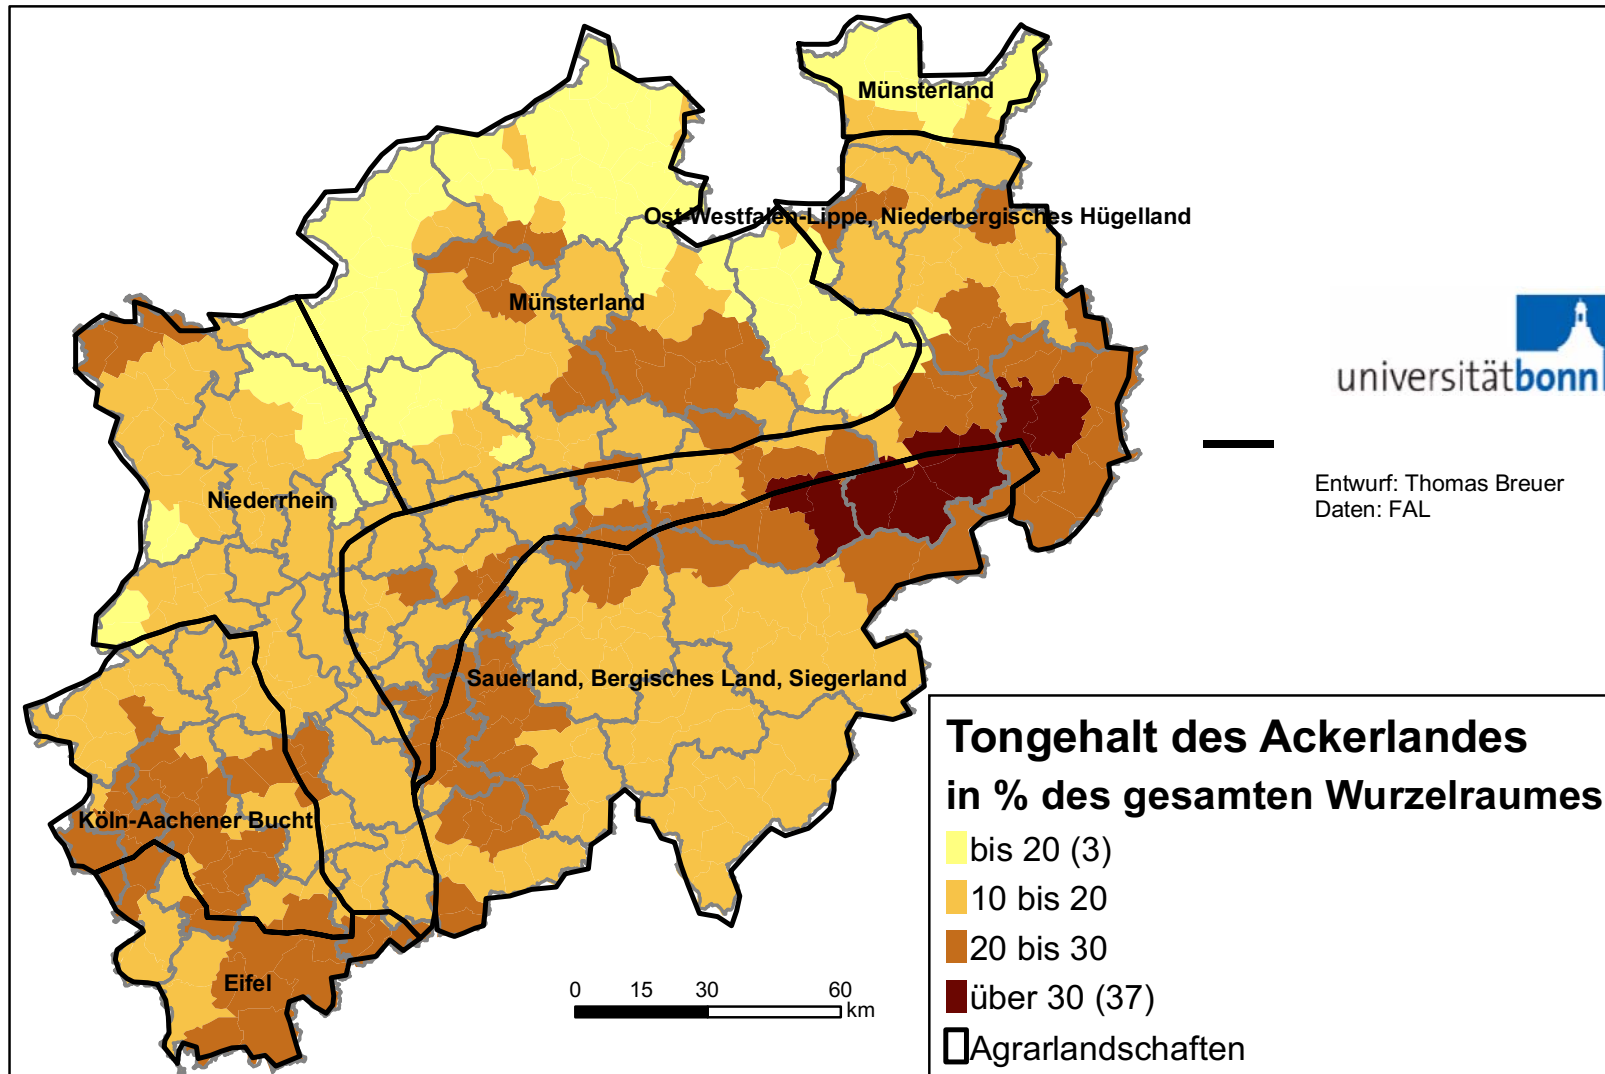 Münsterland
Ost-Westfalen-Lippe, Niederbergisches Hügelland
Münsterland
Niederrhein
Sauerland, Bergisches Land, Siegerland
Köln-Aachener Bucht
Eifel
0 15 30 60
km
universitätbonn
Entwurf: Thomas Breuer
Daten: FAL
Tongehalt des Ackerlandes
in % des gesamten Wurzelraumes
bis 20 (3)
10 bis 20
20 bis 30
über 30 (37)
Agrarlandschaften